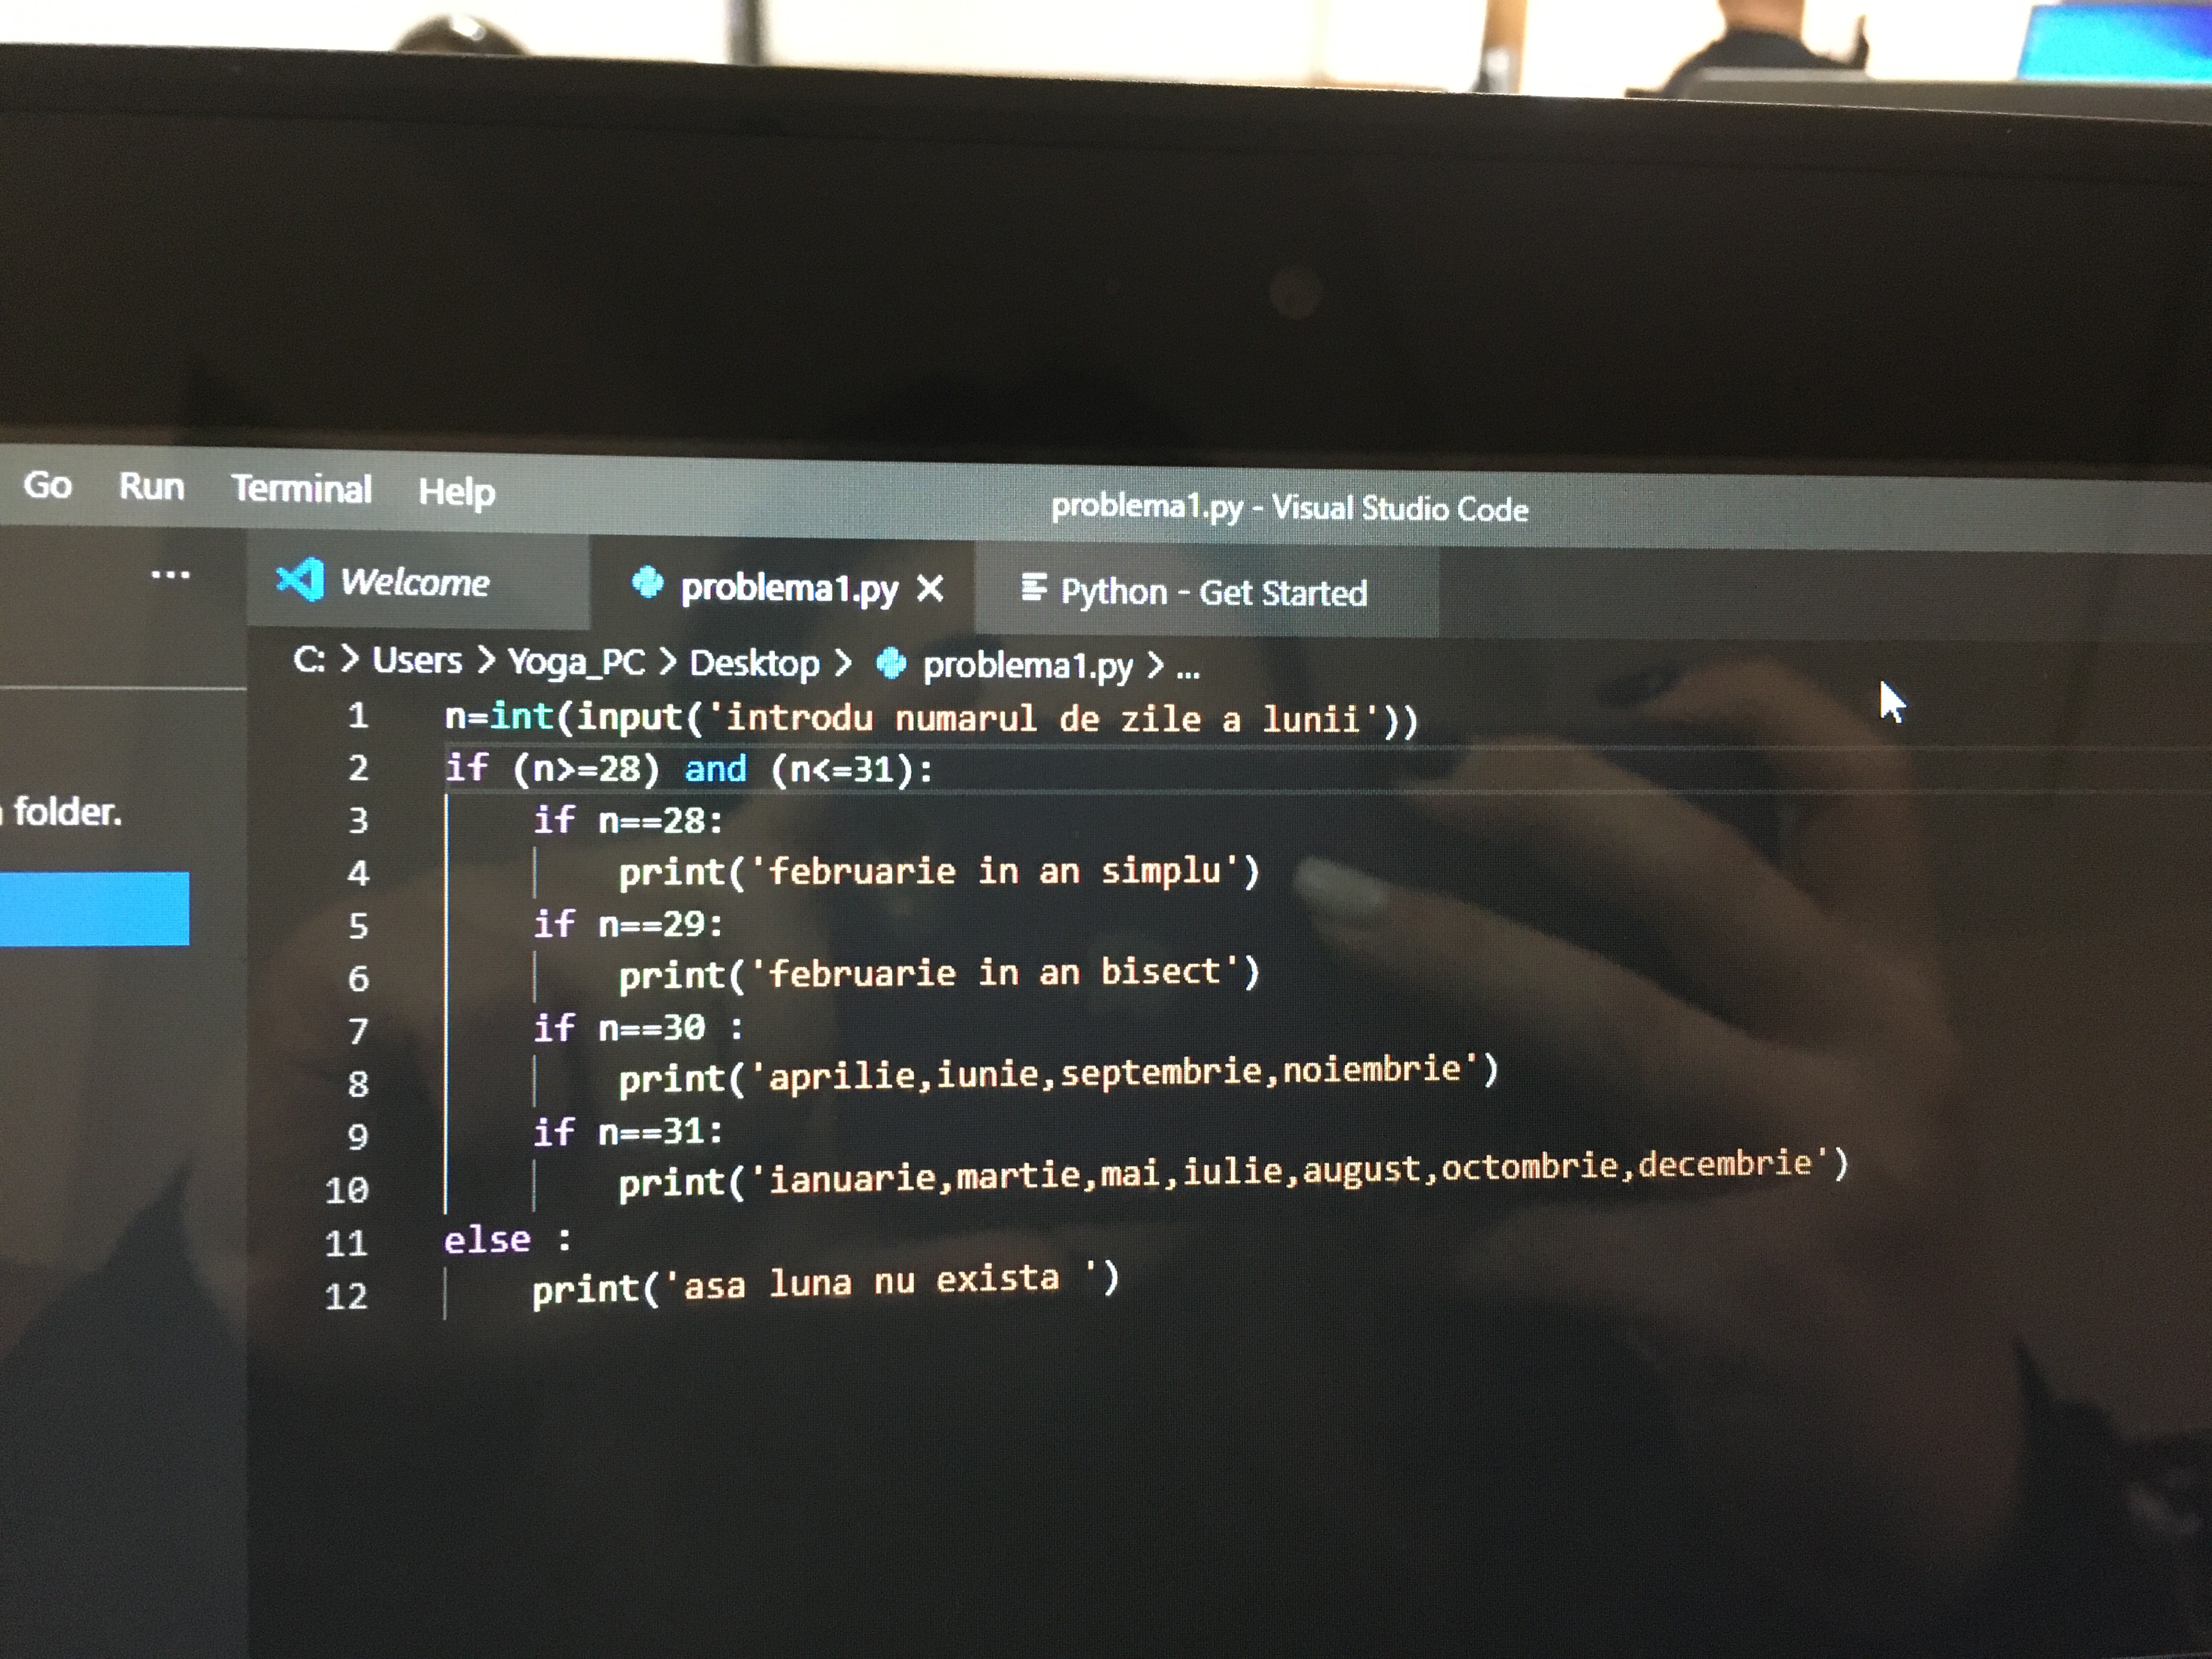 Go Run Terminal Help problema1.py - Visual Studio Code
... Welcome problema1.py Python - Get Started
C: > Users > Yoga_PC > Desktop > problema1.py > ...
folder.
1 n=int(input('introdu numarul de zile a lunii'))
2 if (n>=28) and (n<=31):
3 if n==28:
4 print('februarie in an simplu')
5 if n==29:
6 print('februarie in an bisect')
7 if n==30 :
8 print('aprilie,iunie,septembrie,noiembrie')
9 if n==31:
10 print('ianuarie,martie,mai,iulie,august,octombrie,decembrie')
11 else :
12 print('asa luna nu exista ')